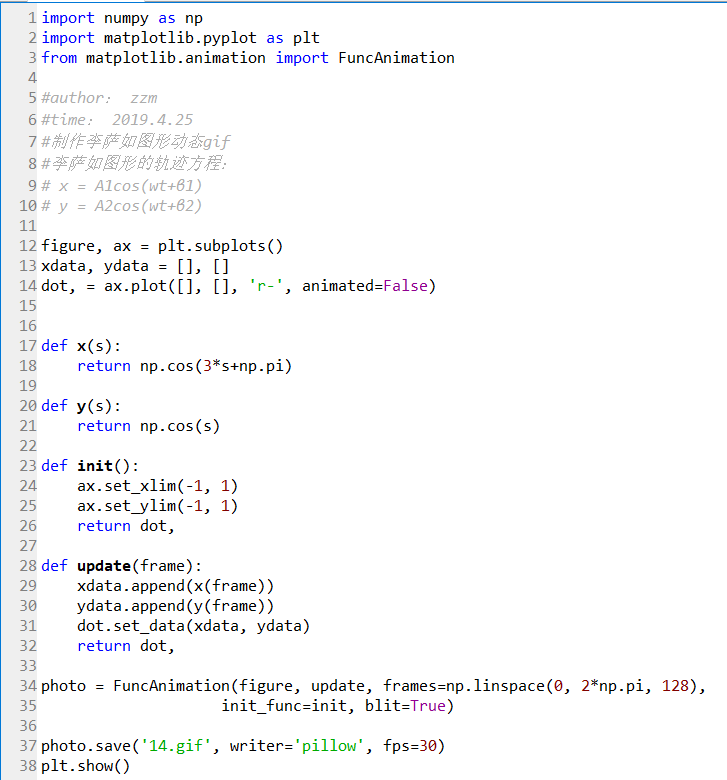 1 import numpy as np
2 import matplotlib.pyplot as plt
3 from matplotlib.animation import FuncAnimation
4
5 #author： zzm
6 #time： 2019.4.25
7 #制作李萨如图形动态gif
8 #李萨如图形的轨迹方程：
9 # x = A1cos(wt+θ1)
10 # y = A2cos(wt+θ2)
11
12 figure, ax = plt.subplots()
13 xdata, ydata = [], []
14 dot, = ax.plot([], [], 'r-', animated=False)
15
16
17 def x(s):
18     return np.cos(3*s+np.pi)
19
20 def y(s):
21     return np.cos(s)
22
23 def init():
24     ax.set_xlim(-1, 1)
25     ax.set_ylim(-1, 1)
26     return dot,
27
28 def update(frame):
29     xdata.append(x(frame))
30     ydata.append(y(frame))
31     dot.set_data(xdata, ydata)
32     return dot,
33
34 photo = FuncAnimation(figure, update, frames=np.linspace(0, 2*np.pi, 128),
35                     init_func=init, blit=True)
36
37 photo.save('14.gif', writer='pillow', fps=30)
38 plt.show()